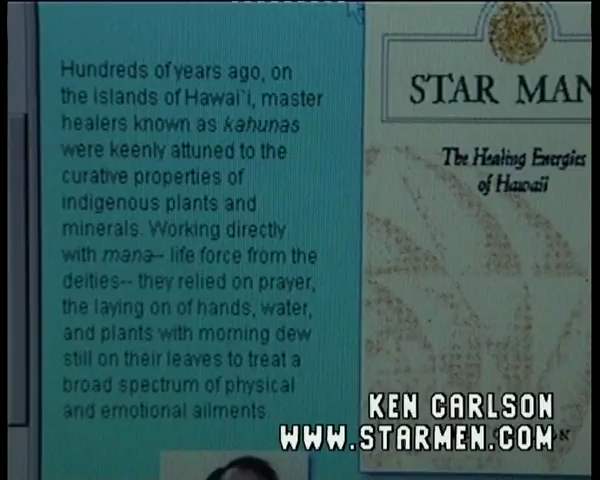 Hundreds of years ago, on
the islands of Hawai`i, master
healers known as kahunas
were keenly attuned to the
curative properties of
indigenous plants and
minerals. Working directly
with mana-- life force from the
deities-- they relied on prayer,
the laying on of hands, water,
and plants with morning dew
still on their leaves to treat a
broad spectrum of physical
and emotional ailments.
STAR MAN
The Healing Energies
of Hawaii
KEN CARLSON
WWW.STARMEN.COM